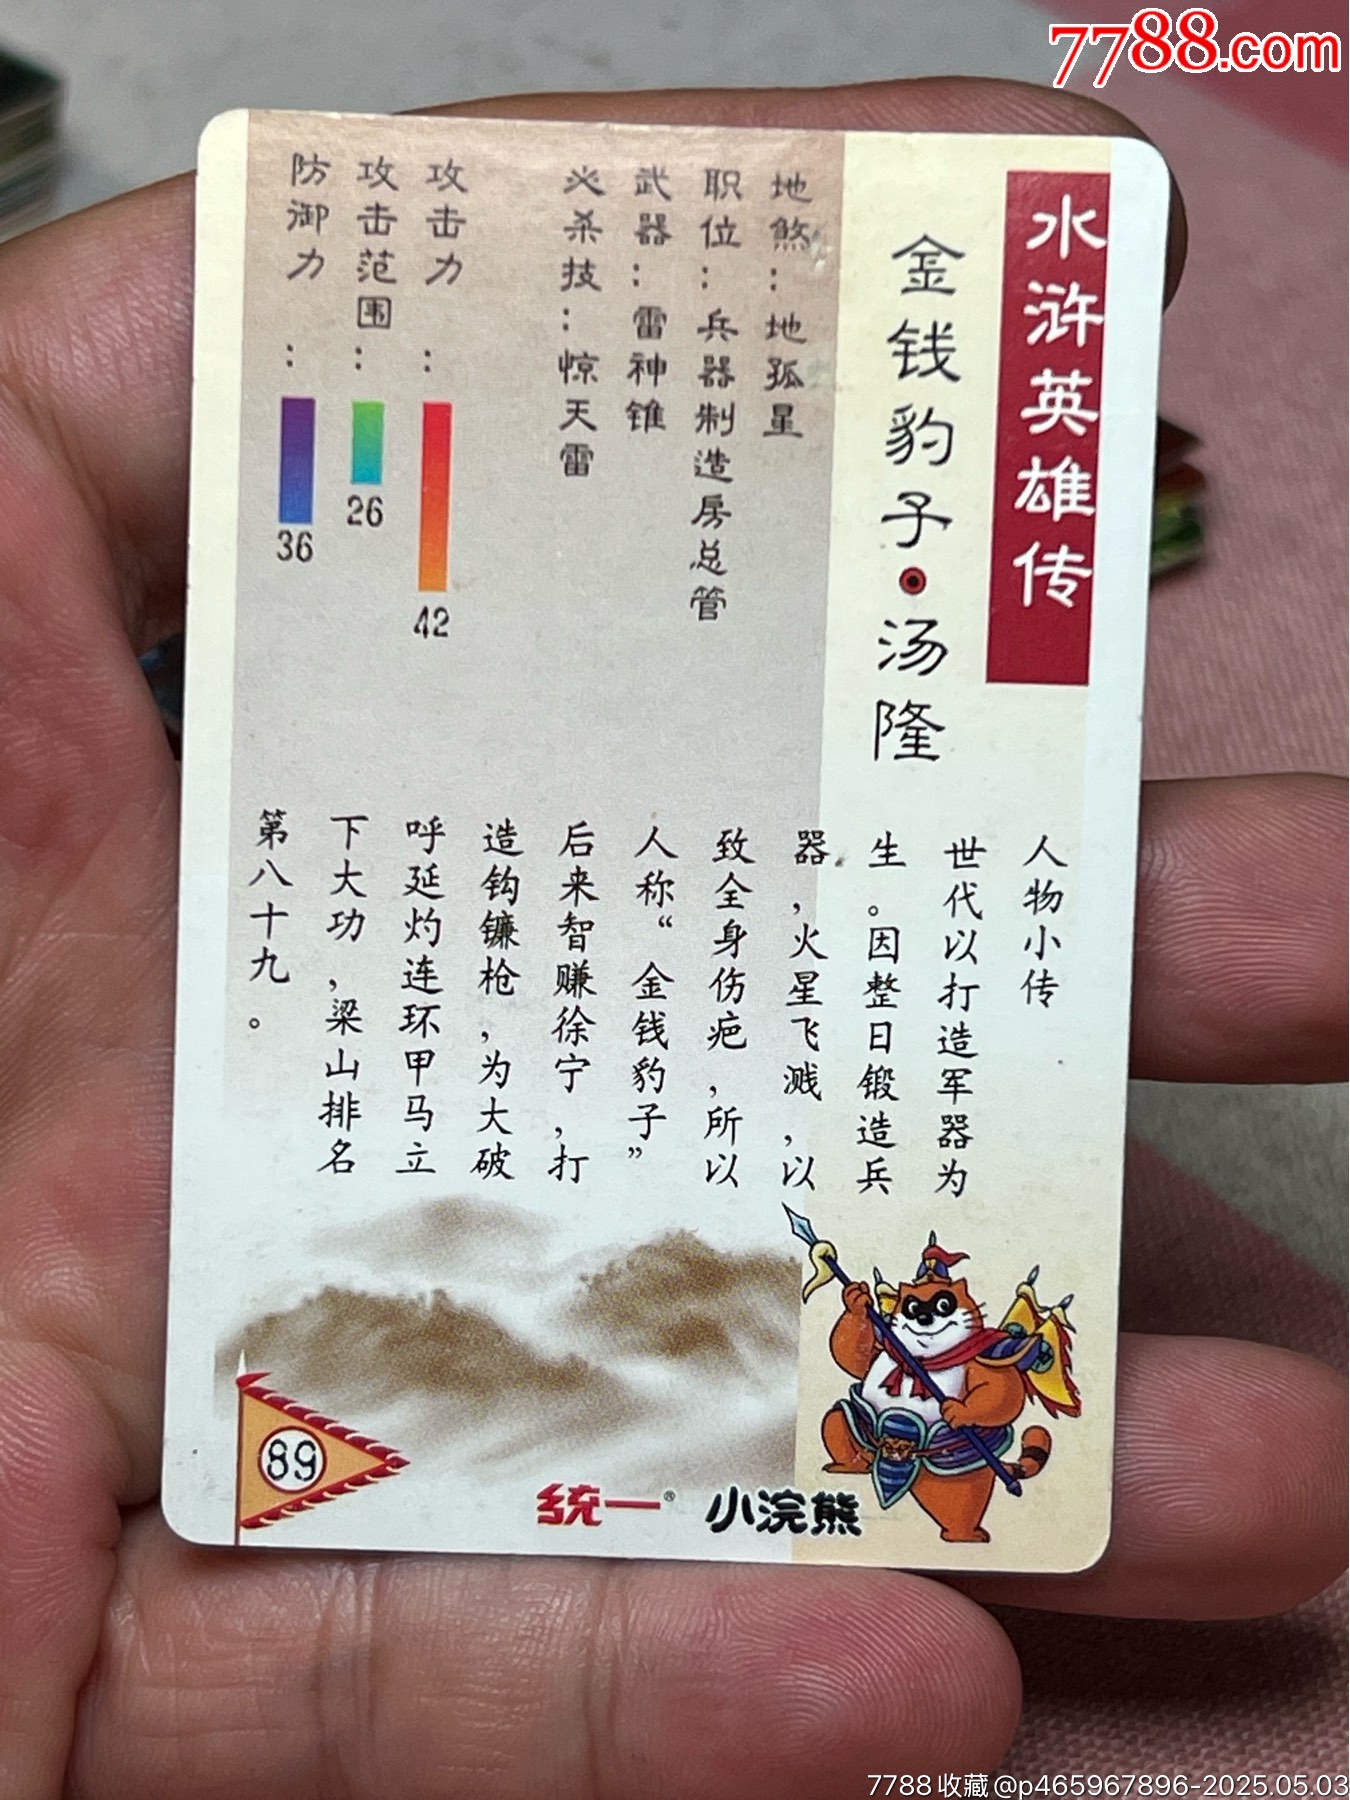 7788.com
水浒英雄传
金钱豹子·汤隆
地煞：地孤星
职位：兵器制造房总管
武器：雷神锥
必杀技：惊天雷
攻击力：
42
攻击范围：
26
防御力：
36
人物小传
世代以打造军器为
生。因整日锻造兵
器，火星飞溅，以
致全身伤疤，所以
人称“金钱豹子”
后来智赚徐宁，打
造钩镰枪，为大破
呼延灼连环甲马立
下大功，梁山排名
第八十九。
89
统一® 小浣熊
7788收藏@p465967896-2025.05.03